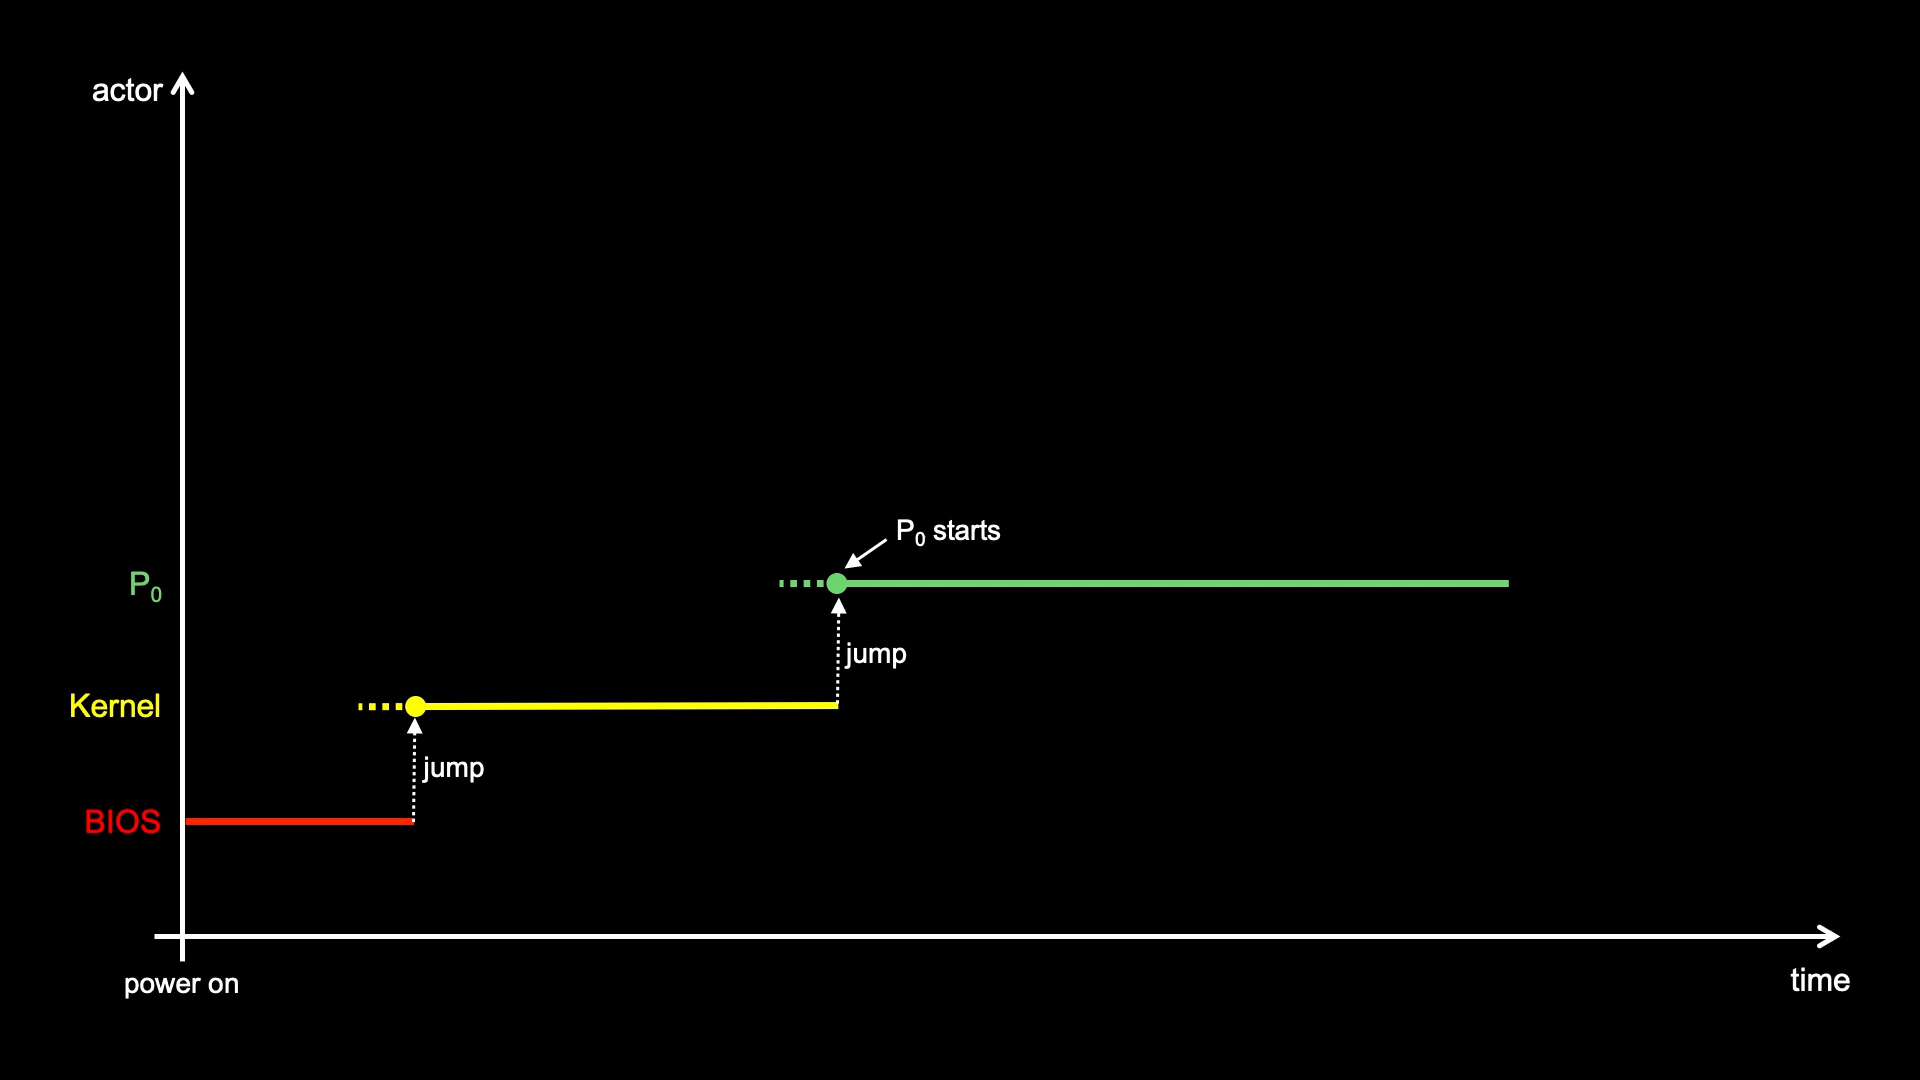 actor
P₀ starts
P₀
jump
Kernel
jump
BIOS
power on
time